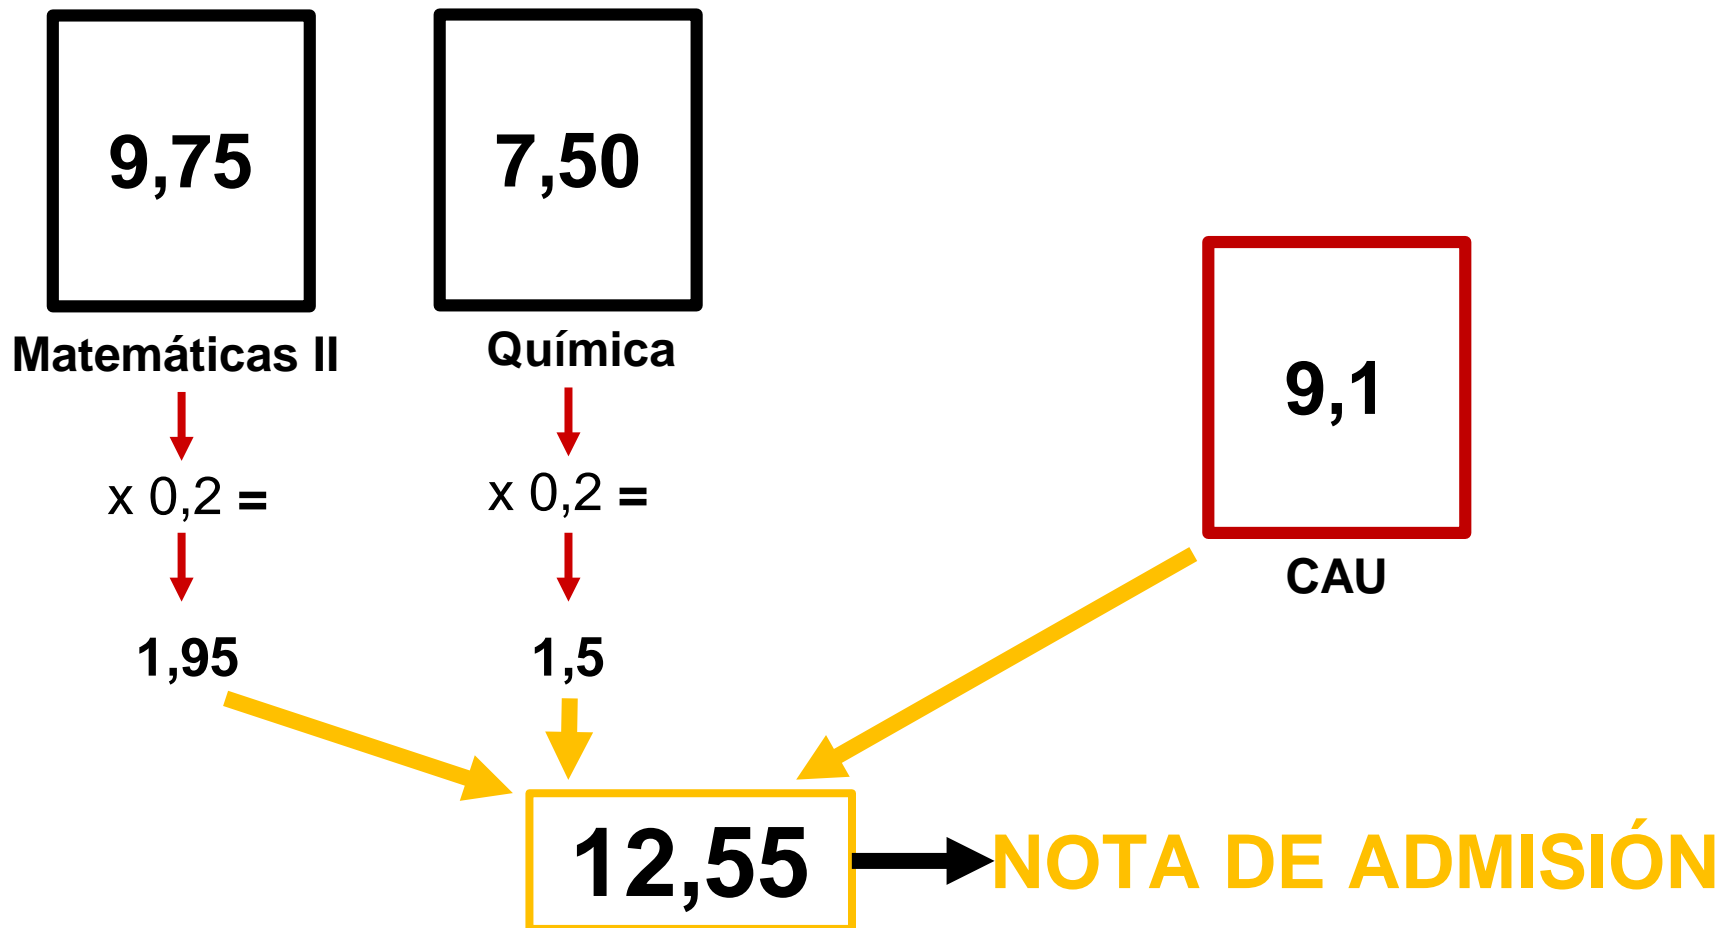 9,75
7,50
Matemáticas II
Química
9,1
x 0,2 =
x 0,2 =
CAU
1,95
1,5
12,55
NOTA DE ADMISIÓN